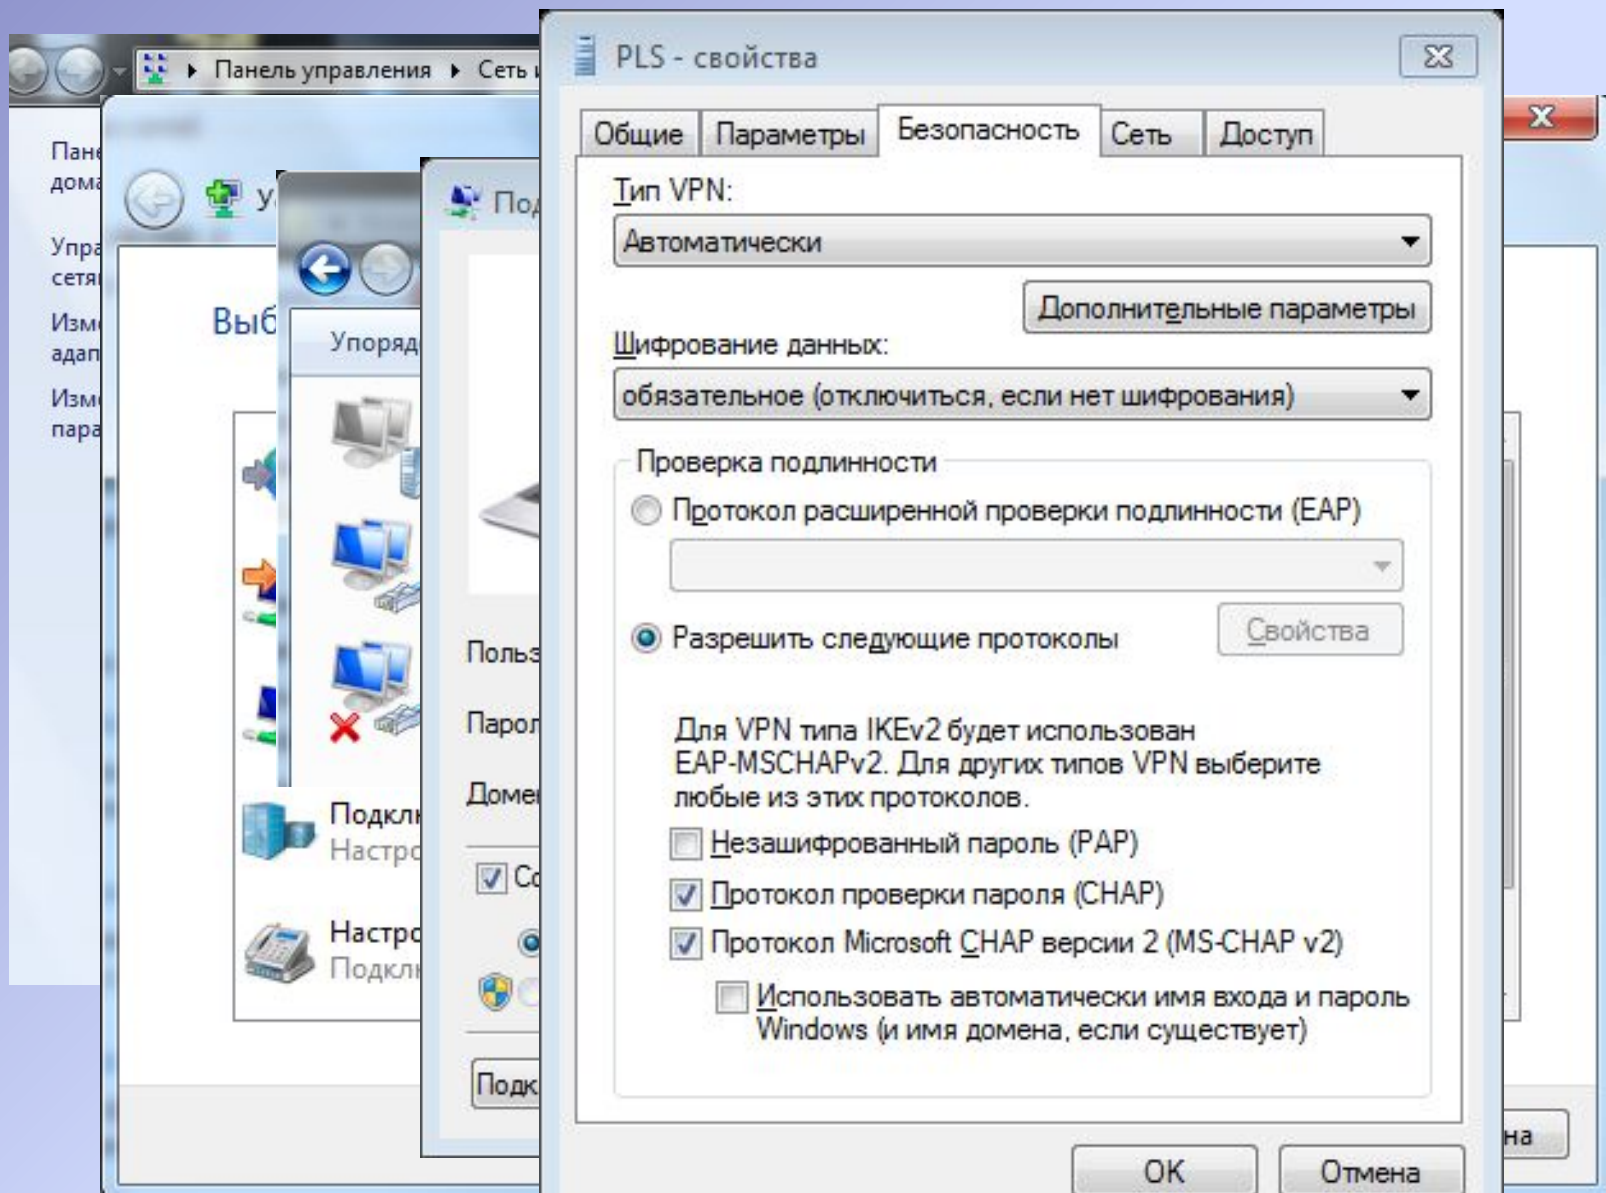 Панель управления
PLS - свойства
Общие
Параметры
Безопасность
Сеть
Доступ
Тип VPN:
Автоматически
Дополнительные параметры
Шифрование данных:
обязательное (отключиться, если нет шифрования)
Проверка подлинности
Протокол расширенной проверки подлинности (EAP)
Разрешить следующие протоколы
Свойства
Для VPN типа IKEv2 будет использован
EAP-MSCHAPv2. Для других типов VPN выберите
любые из этих протоколов.
Незашифрованный пароль (PAP)
Протокол проверки пароля (CHAP)
Протокол Microsoft CHAP версии 2 (MS-CHAP v2)
Использовать автоматически имя входа и пароль
Windows (и имя домена, если существует)
OK
Отмена